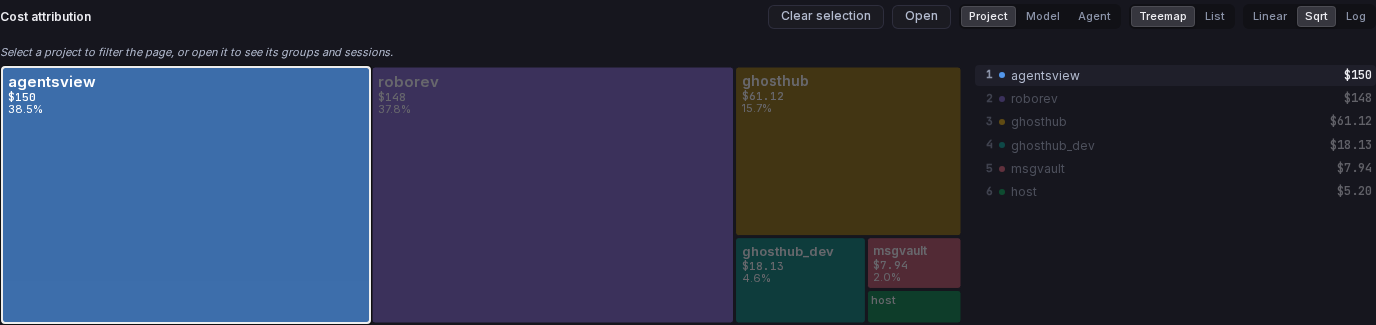 Cost attribution
Clear selection
Open
Project
Model
Agent
Treemap
List
Linear
Sqrt
Log
Select a project to filter the page, or open it to see its groups and sessions.
agentsview
$150
38.5%
roborev
$148
37.8%
ghosthub
$61.12
15.7%
ghosthub_dev
$18.13
4.6%
msgvault
$7.94
2.0%
host
1 agentsview $150
2 roborev $148
3 ghosthub $61.12
4 ghosthub_dev $18.13
5 msgvault $7.94
6 host $5.20